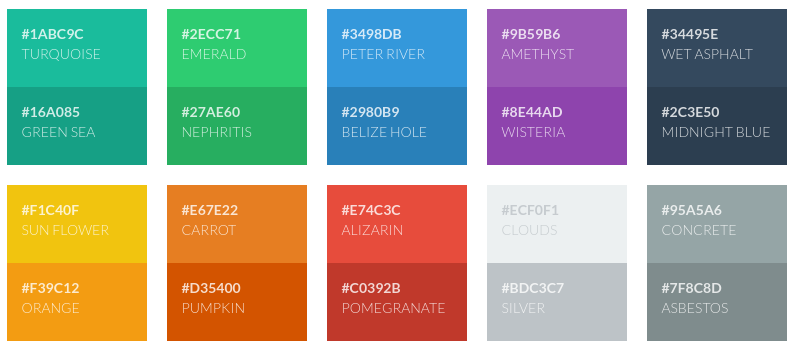 #1ABC9C
TURQUOISE
#16A085
GREEN SEA
#2ECC71
EMERALD
#27AE60
NEPHRITIS
#3498DB
PETER RIVER
#2980B9
BELIZE HOLE
#9B59B6
AMETHYST
#8E44AD
WISTERIA
#34495E
WET ASPHALT
#2C3E50
MIDNIGHT BLUE
#F1C40F
SUN FLOWER
#F39C12
ORANGE
#E67E22
CARROT
#D35400
PUMPKIN
#E74C3C
ALIZARIN
#C0392B
POMEGRANATE
#ECF0F1
CLOUDS
#BDC3C7
SILVER
#95A5A6
CONCRETE
#7F8C8D
ASBESTOS